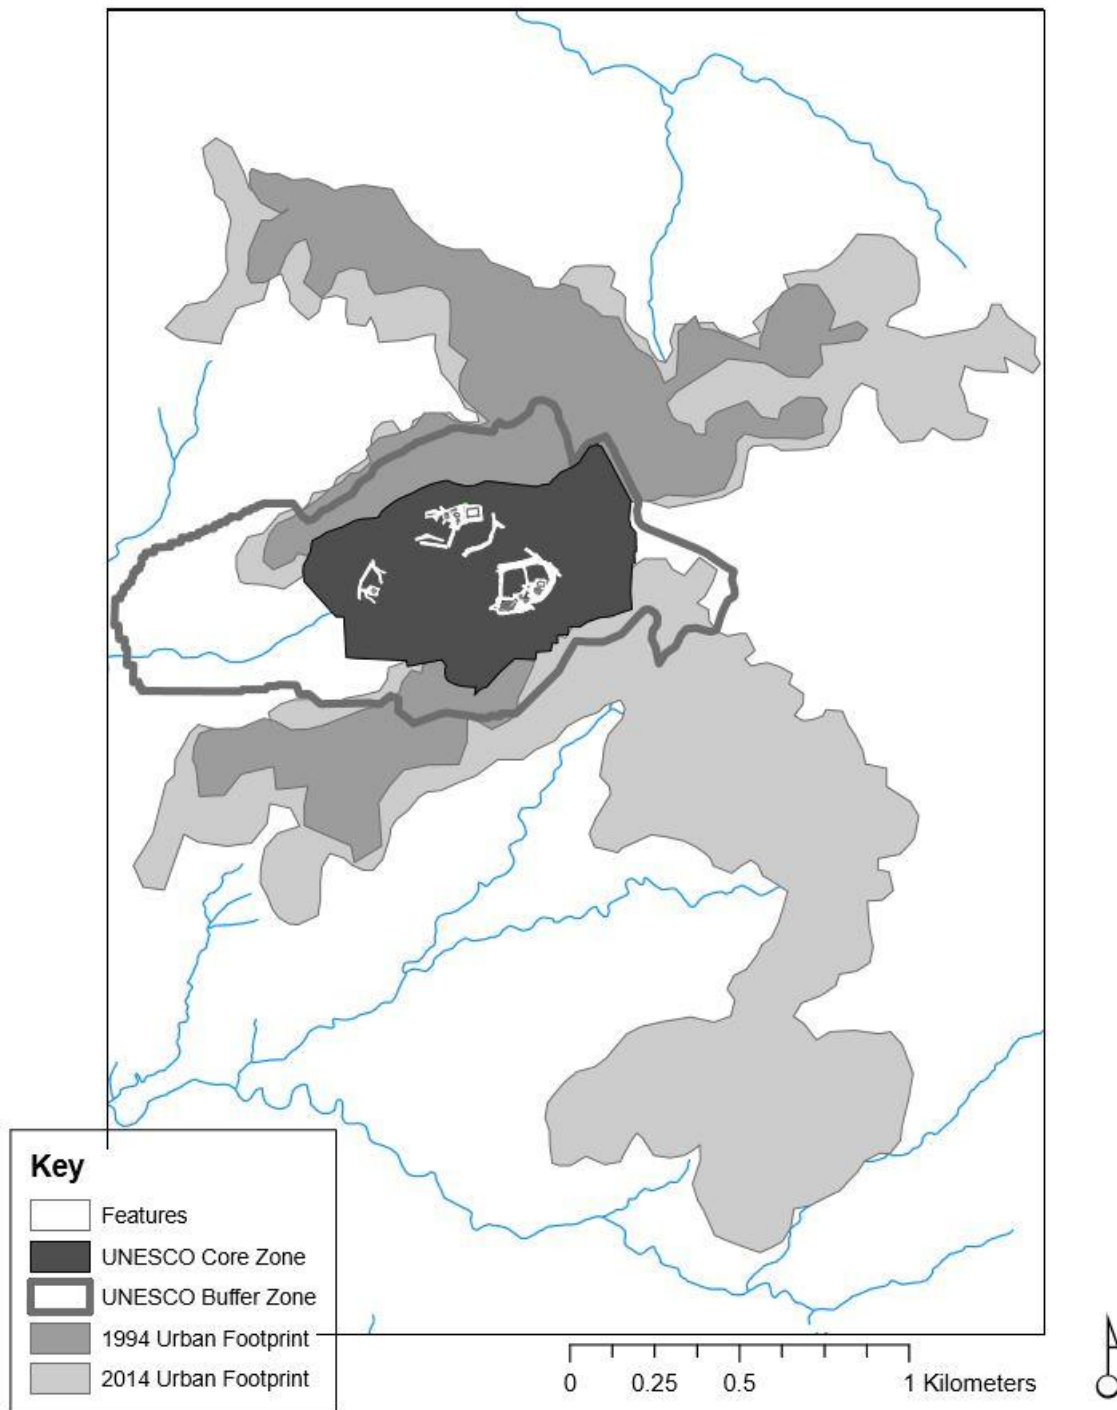 Key
Features
UNESCO Core Zone
UNESCO Buffer Zone
1994 Urban Footprint
2014 Urban Footprint
0 0.25 0.5 1 Kilometers